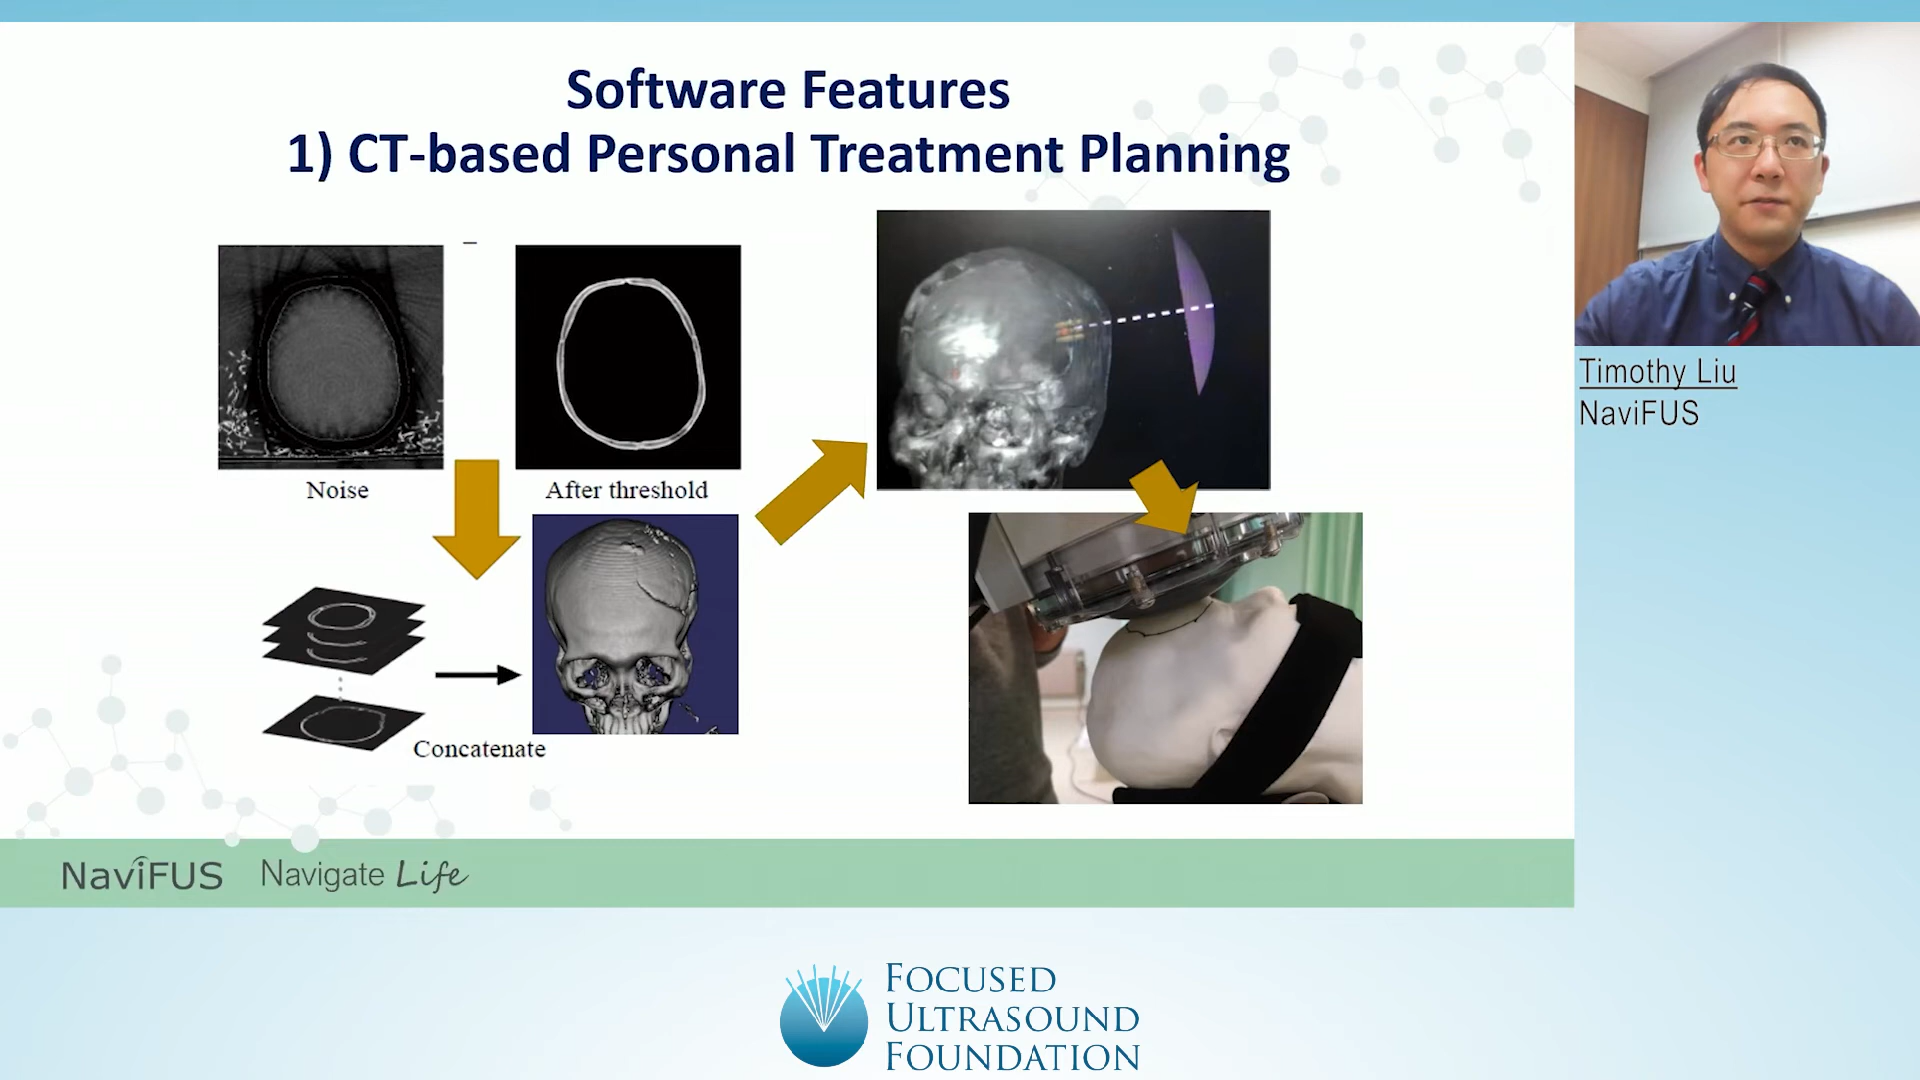 Software Features
1) CT-based Personal Treatment Planning
Noise
After threshold
Concatenate
Timothy Liu
NaviFUS
NaviFUS Navigate Life
FOCUSED
ULTRASOUND
FOUNDATION